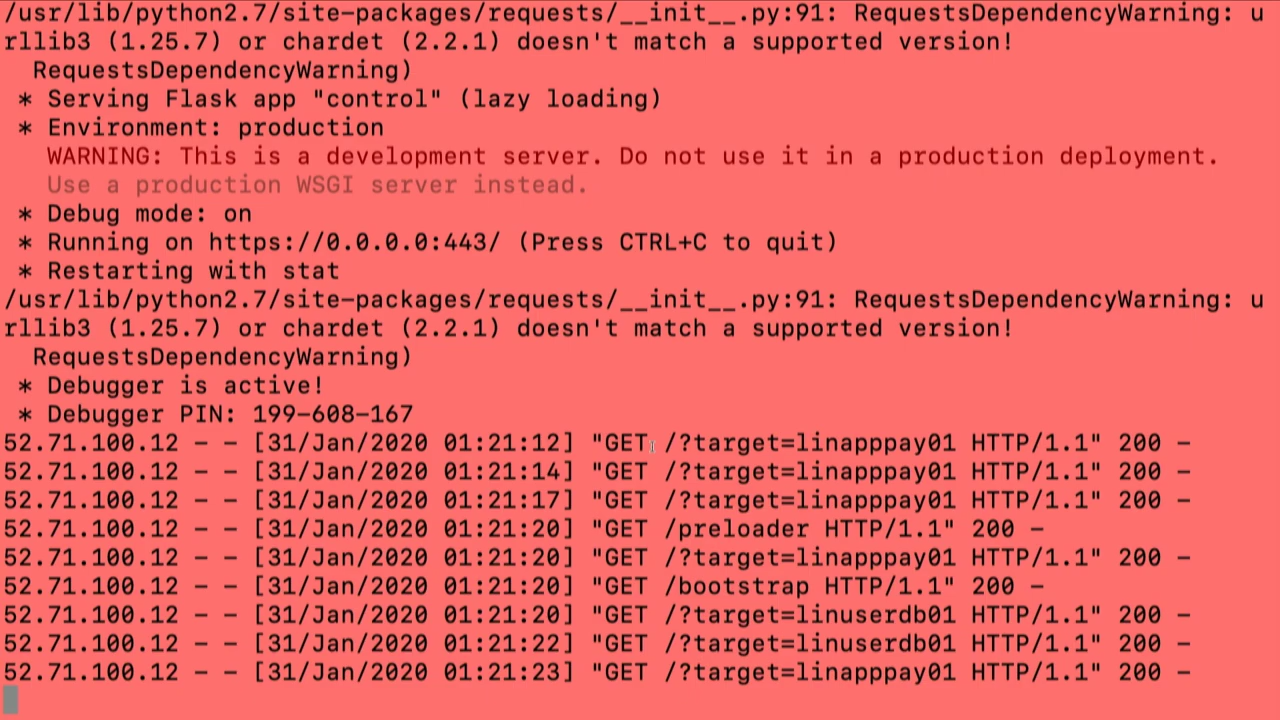 /usr/lib/python2.7/site-packages/requests/__init__.py:91: RequestsDependencyWarning: u
rllib3 (1.25.7) or chardet (2.2.1) doesn't match a supported version!
  RequestsDependencyWarning)
 * Serving Flask app "control" (lazy loading)
 * Environment: production
   WARNING: This is a development server. Do not use it in a production deployment.
   Use a production WSGI server instead.
 * Debug mode: on
 * Running on https://0.0.0.0:443/ (Press CTRL+C to quit)
 * Restarting with stat
/usr/lib/python2.7/site-packages/requests/__init__.py:91: RequestsDependencyWarning: u
rllib3 (1.25.7) or chardet (2.2.1) doesn't match a supported version!
  RequestsDependencyWarning)
 * Debugger is active!
 * Debugger PIN: 199-608-167
52.71.100.12 - - [31/Jan/2020 01:21:12] "GET /?target=linapppay01 HTTP/1.1" 200 -
52.71.100.12 - - [31/Jan/2020 01:21:14] "GET /?target=linapppay01 HTTP/1.1" 200 -
52.71.100.12 - - [31/Jan/2020 01:21:17] "GET /?target=linapppay01 HTTP/1.1" 200 -
52.71.100.12 - - [31/Jan/2020 01:21:20] "GET /preloader HTTP/1.1" 200 -
52.71.100.12 - - [31/Jan/2020 01:21:20] "GET /?target=linapppay01 HTTP/1.1" 200 -
52.71.100.12 - - [31/Jan/2020 01:21:20] "GET /bootstrap HTTP/1.1" 200 -
52.71.100.12 - - [31/Jan/2020 01:21:20] "GET /?target=linuserdb01 HTTP/1.1" 200 -
52.71.100.12 - - [31/Jan/2020 01:21:22] "GET /?target=linuserdb01 HTTP/1.1" 200 -
52.71.100.12 - - [31/Jan/2020 01:21:23] "GET /?target=linapppay01 HTTP/1.1" 200 -